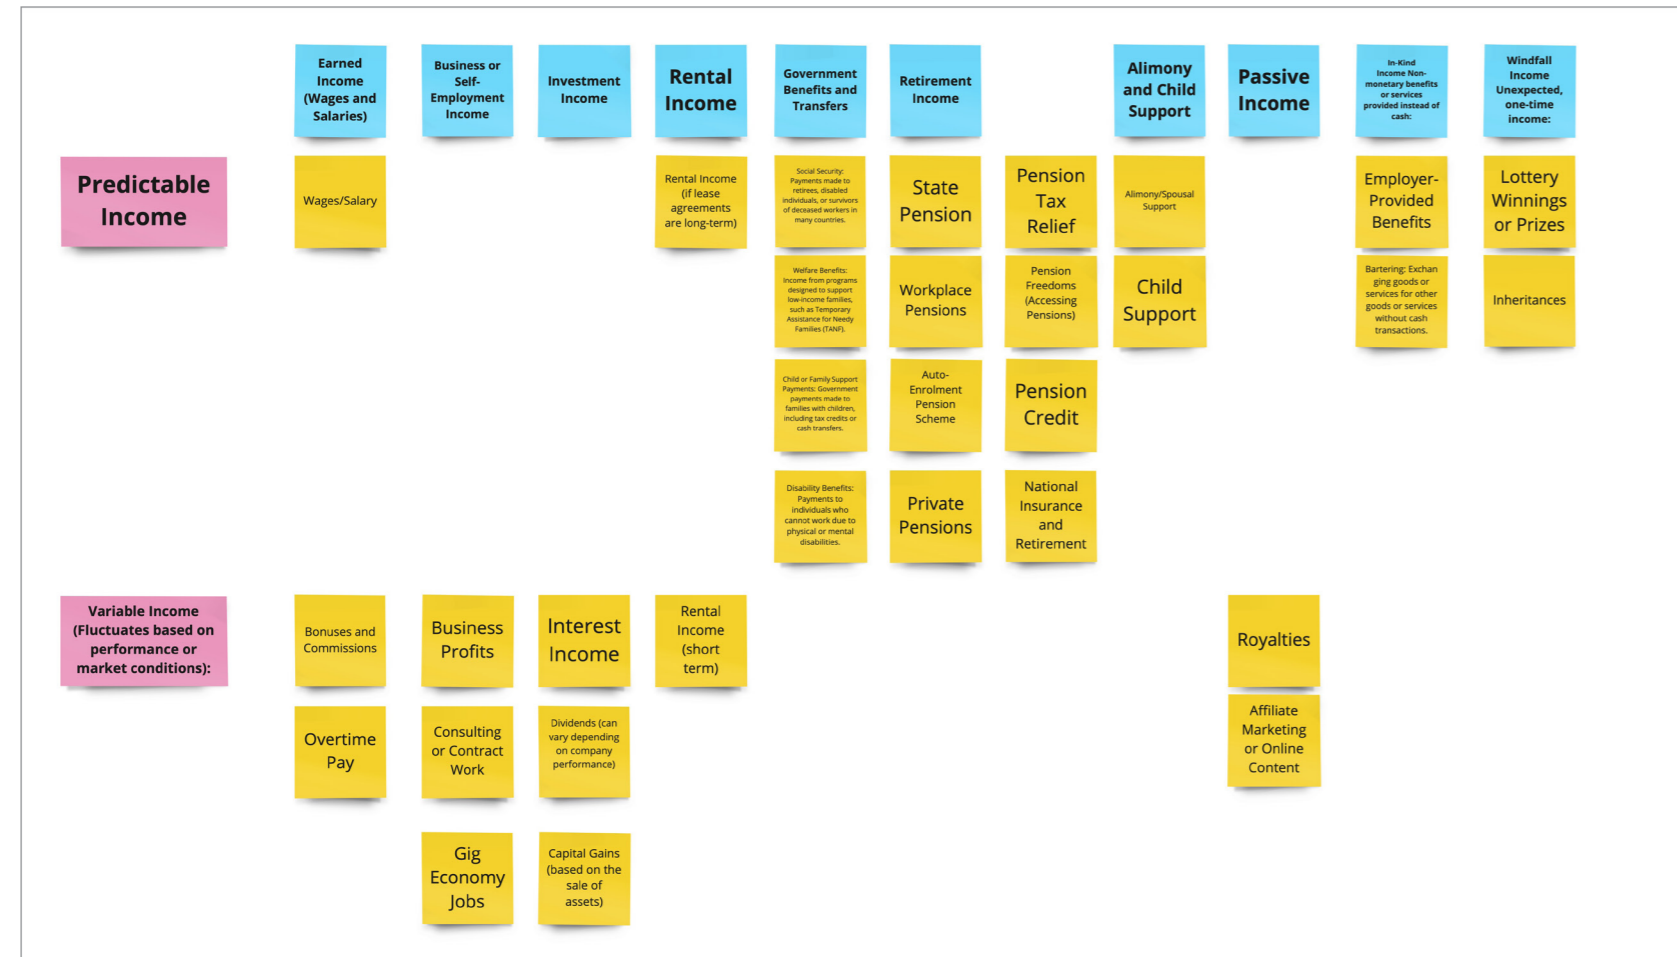 Earned
Income
(Wages and
Salaries)
Business or
Self-
Employment
Income
Investment
Income
Rental
Income
Government
Benefits and
Transfers
Retirement
Income
Alimony
and Child
Support
Passive
Income
In-Kind
Income Non-
monetary benefits
or services
provided instead of
cash:
Windfall
Income
Unexpected,
one-time
income:
Predictable
Income
Wages/Salary
Rental Income
(if lease
agreements
are long-term)
Social Security:
Payments made to
retirees, disabled
individuals, or survivors
of deceased workers in
many countries.
State
Pension
Pension
Tax
Relief
Alimony/Spousal
Support
Employer-
Provided
Benefits
Lottery
Winnings
or Prizes
Welfare Benefits:
Income from programs
designed to support
low-income families,
such as Temporary
Assistance for Needy
Families (TANF).
Workplace
Pensions
Pension
Freedoms
(Accessing
Pensions)
Child
Support
Bartering: Exchan
ging goods or
services for other
goods or services
without cash
transactions.
Inheritances
Child or Family Support
Payments: Government
payments made to
families with children,
including tax credits or
cash transfers.
Auto-
Enrolment
Pension
Scheme
Pension
Credit
Disability Benefits:
Payments to
individuals who
cannot work due to
physical or mental
disabilities.
Private
Pensions
National
Insurance
and
Retirement
Variable Income
(Fluctuates based on
performance or
market conditions):
Bonuses and
Commissions
Business
Profits
Interest
Income
Rental
Income
(short
term)
Royalties
Overtime
Pay
Consulting
or Contract
Work
Dividends (can
vary depending
on company
performance)
Affiliate
Marketing
or Online
Content
Gig
Economy
Jobs
Capital Gains
(based on the
sale of
assets)